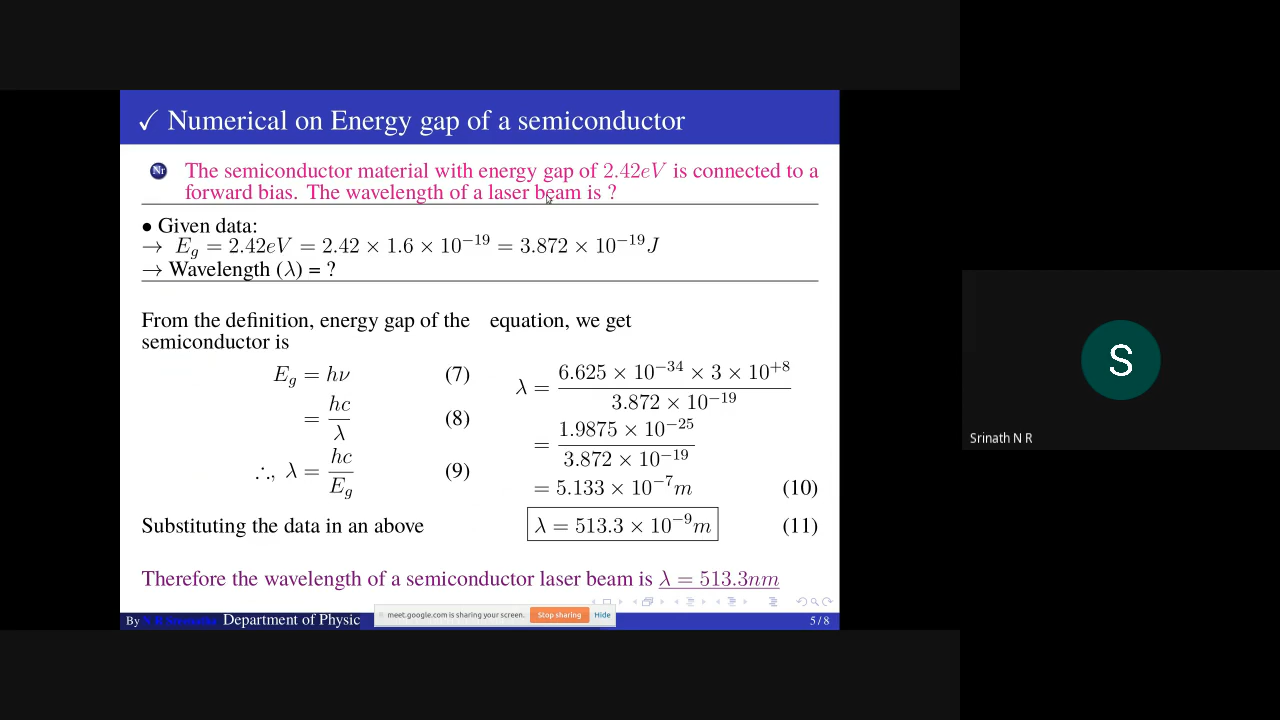 ✓ Numerical on Energy gap of a semiconductor
Nr The semiconductor material with energy gap of 2.42eV is connected to a
forward bias. The wavelength of a laser beam is ?
• Given data:
→ E_g = 2.42eV = 2.42 × 1.6 × 10^{−19} = 3.872 × 10^{−19}J
→ Wavelength (λ) = ?
From the definition, energy gap of the
semiconductor is
E_g = hν (7)
= hc/λ (8)
∴, λ = hc/E_g (9)
Substituting the data in an above
equation, we get
λ = 6.625 × 10^{−34} × 3 × 10^{+8} / 3.872 × 10^{−19}
= 1.9875 × 10^{−25} / 3.872 × 10^{−19}
= 5.133 × 10^{−7}m (10)
λ = 513.3 × 10^{−9}m (11)
Therefore the wavelength of a semiconductor laser beam is λ = 513.3nm
meet.google.com is sharing your screen. Stop sharing Hide
By N R Sreenatha Department of Physic 5/8
S
Srinath N R